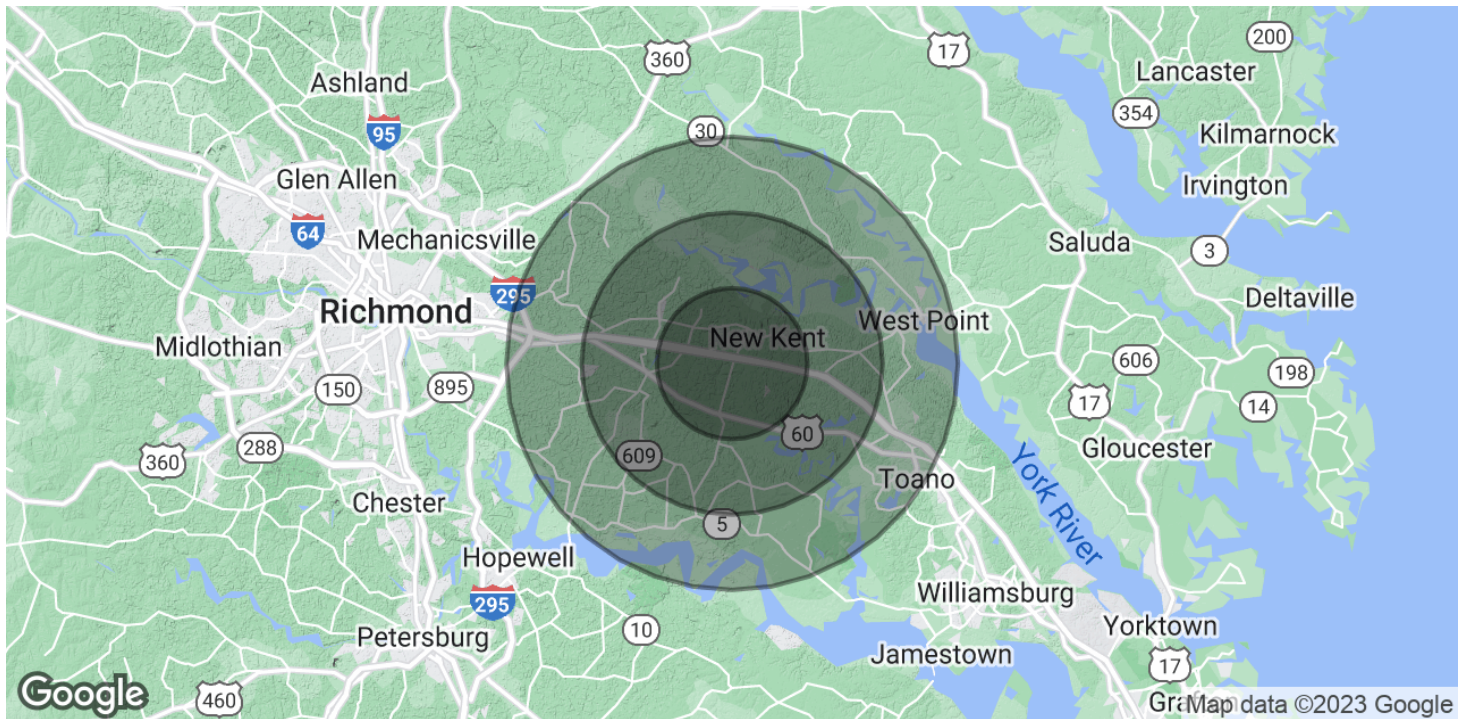 360
17
200
Ashland
Lancaster
95
354
30
Kilmarnock
Glen Allen
Irvington
64
Mechanicsville
Saluda
3
295
Deltaville
Richmond
West Point
New Kent
Midlothian
606
198
150
895
17
14
60
288
Gloucester
360
609
Toano
Chester
York River
5
Hopewell
Williamsburg
295
Yorktown
10
Petersburg
Jamestown
17
Google
460
Map data ©2023 Google